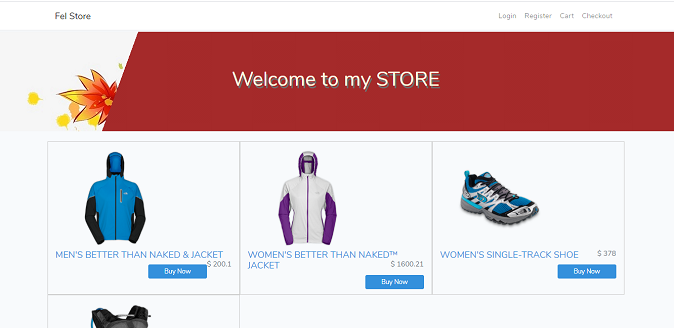 Fel Store
Login Register Cart Checkout
Welcome to my STORE
MEN'S BETTER THAN NAKED & JACKET
$ 200.1
Buy Now
WOMEN'S BETTER THAN NAKED™
JACKET
$ 1600.21
Buy Now
WOMEN'S SINGLE-TRACK SHOE
$ 378
Buy Now